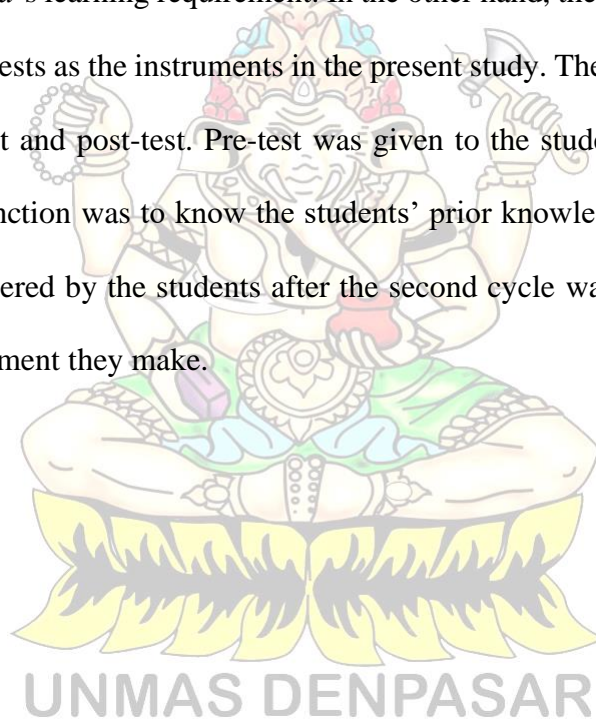 s learning requirement. In the other hand, the
ests as the instruments in the present study. The
t and post-test. Pre-test was given to the stude
nction was to know the students' prior knowle
ered by the students after the second cycle wa
ment they make.
UNMAS DENPASAR